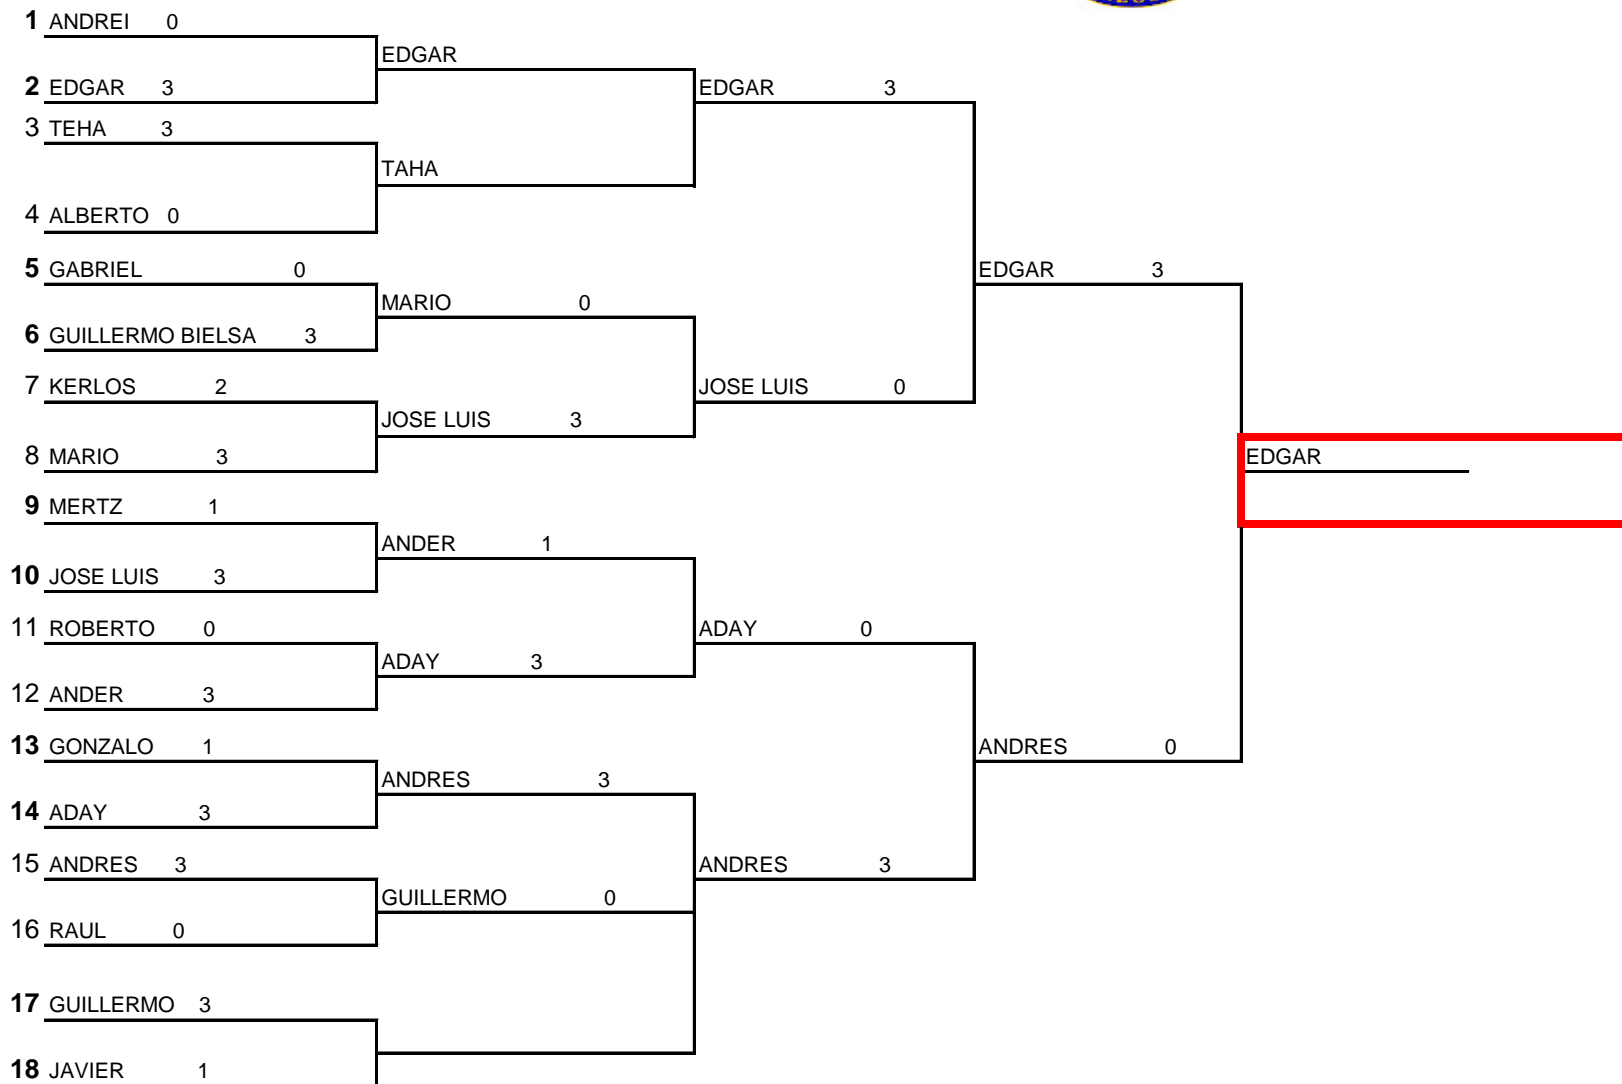 1 ANDREI 0
EDGAR
2 EDGAR 3
EDGAR 3
3 TEHA 3
TAHA
4 ALBERTO 0
5 GABRIEL 0
EDGAR 3
MARIO 0
6 GUILLERMO BIELSA 3
7 KERLOS 2
JOSE LUIS 0
JOSE LUIS 3
8 MARIO 3
EDGAR
9 MERTZ 1
ANDER 1
10 JOSE LUIS 3
11 ROBERTO 0
ADAY 0
ADAY 3
12 ANDER 3
13 GONZALO 1
ANDRES 0
ANDRES 3
14 ADAY 3
15 ANDRES 3
ANDRES 3
GUILLERMO 0
16 RAUL 0
17 GUILLERMO 3
18 JAVIER 1